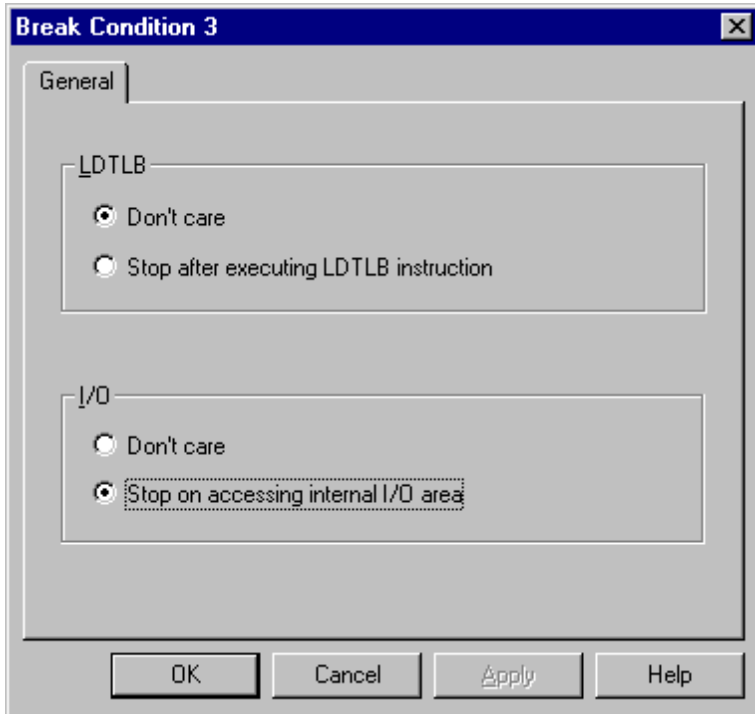 Break Condition 3
General
LDTLB
Don't care
Stop after executing LDTLB instruction
I/O
Don't care
Stop on accessing internal I/O area
OK Cancel Apply Help